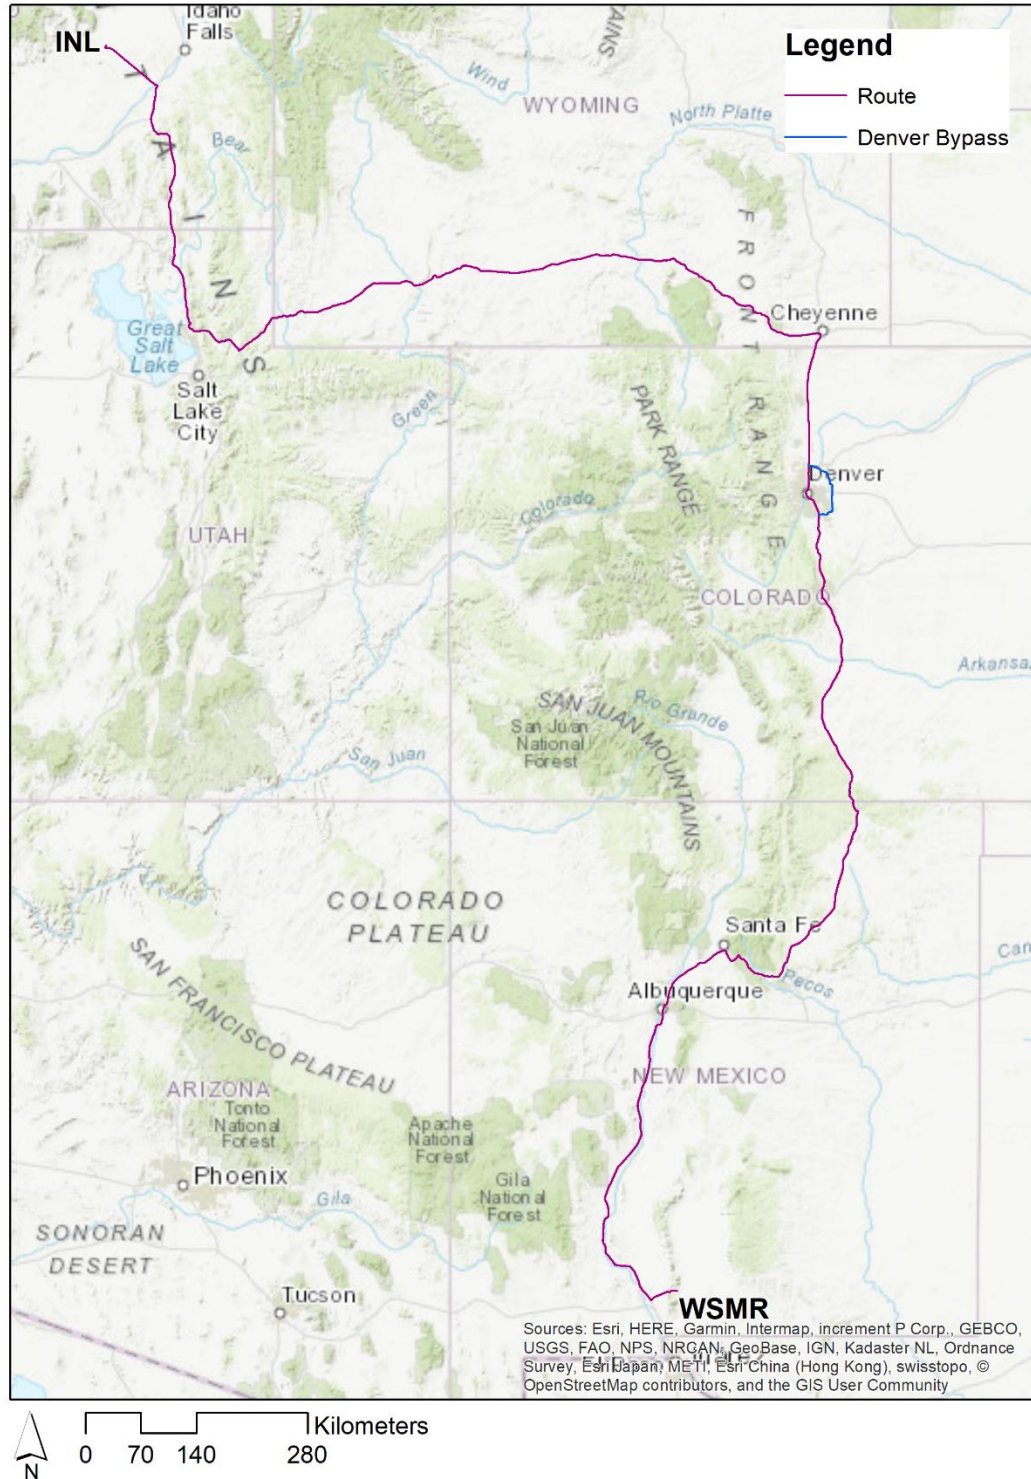 Idaho
Falls
INL
TAINS
TAINS
Wind
WYOMING
North Platte
Legend
Route
Denver Bypass
Bear
FRONT RANGE
Cheyenne
Great
Salt
Lake
Salt
Lake
City
Green
PARK RANGE
Denver
Colorado
UTAH
COLORADO
Arkansa
SAN JUAN MOUNTAINS
Rio Grande
San Juan
National
Forest
San Juan
COLORADO
PLATEAU
Santa Fe
Can
Pecos
Albuquerque
SAN FRANCISCO PLATEAU
NEW MEXICO
ARIZONA
Tonto
National
Forest
Apache
National
Forest
Phoenix
Gila
National
Forest
Gila
SONORAN
DESERT
Tucson
WSMR
Sources: Esri, HERE, Garmin, Intermap, increment P Corp., GEBCO,
USGS, FAO, NPS, NRCAN, GeoBase, IGN, Kadaster NL, Ordnance
Survey, Esri Japan, METI, Esri China (Hong Kong), swisstopo, ©
OpenStreetMap contributors, and the GIS User Community
Kilometers
0 70 140 280
N